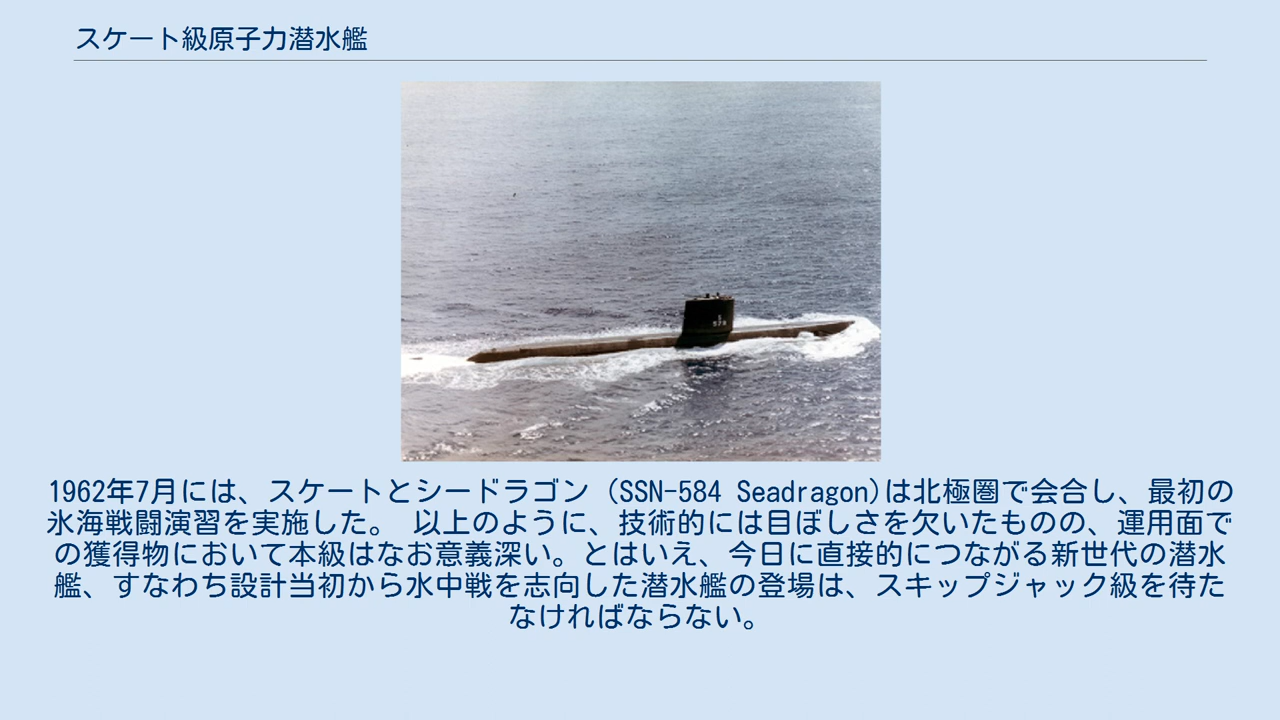 スケート級原子力潜水艦
1962年7月には、スケートとシードラゴン (SSN-584 Seadragon)は北極圏で会合し、最初の
氷海戦闘演習を実施した。 以上のように、技術的には目ぼしさを欠いたものの、運用面で
の獲得物において本級はなお意義深い。とはいえ、今日に直接的につながる新世代の潜水
艦、すなわち設計当初から水中戦を志向した潜水艦の登場は、スキップジャック級を待た
なければならない。